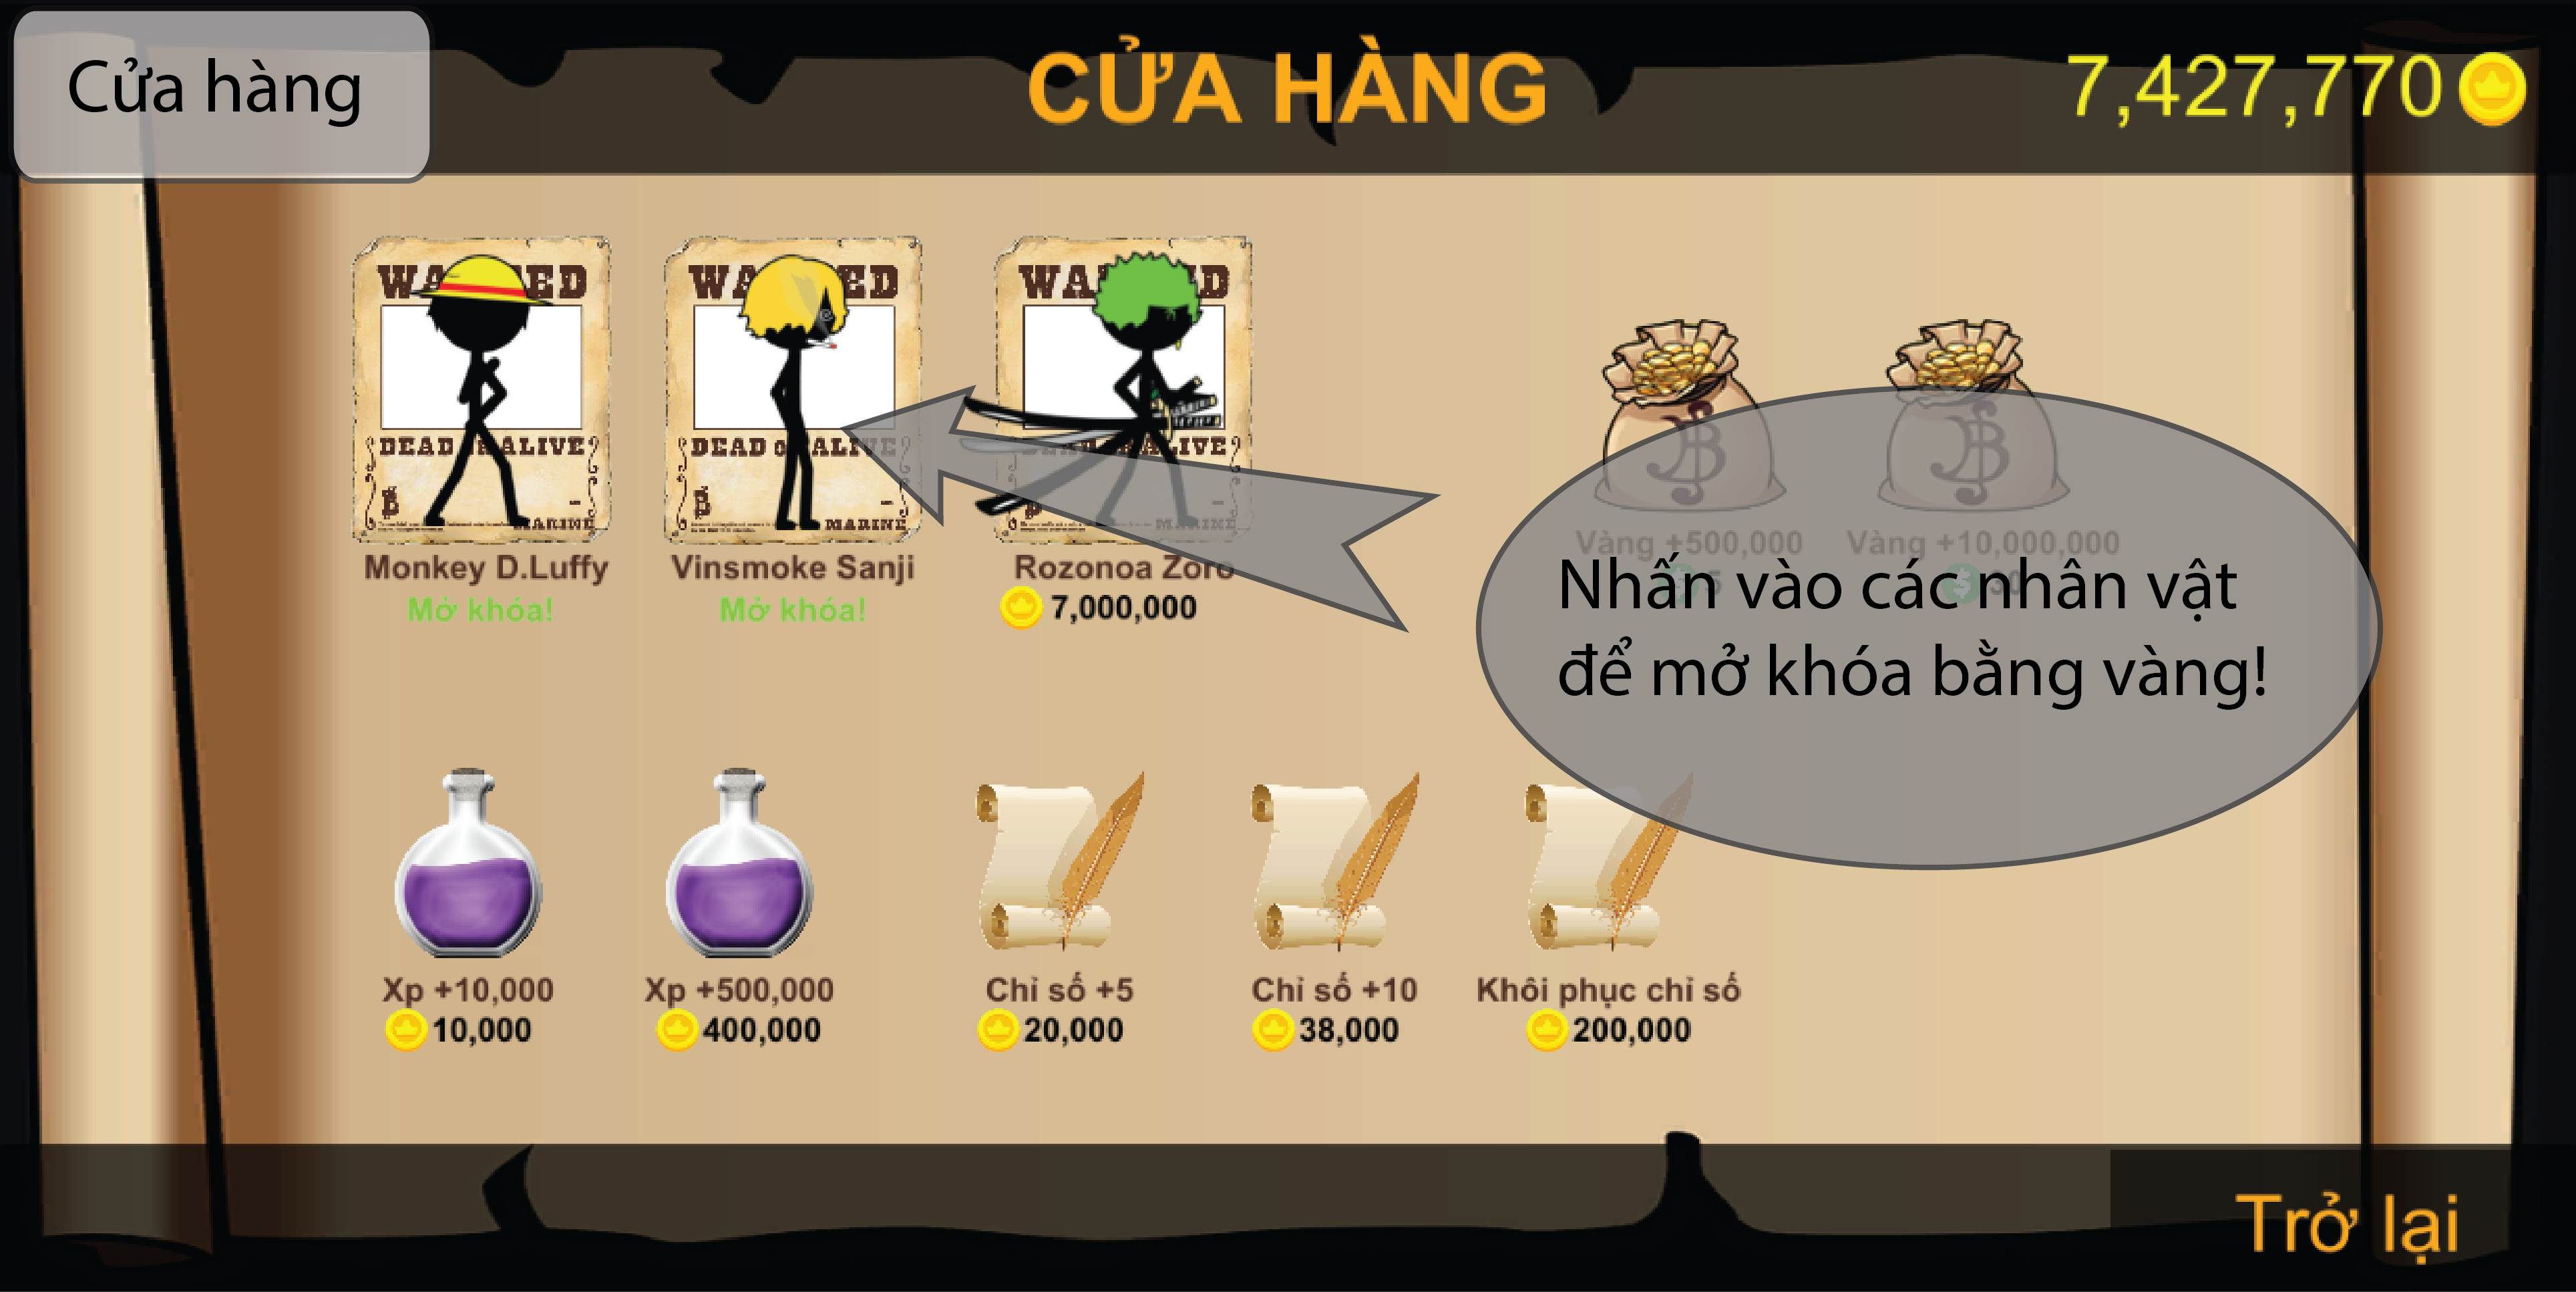 Cửa hàng
CỬA HÀNG
7,427,770
WANTED
WANTED
WANTED
DEAD OR ALIVE
DEAD OR ALIVE
ALIVE
MARINE
MARINE
MARINE
Monkey D.Luffy
Vinsmoke Sanji
Rozonoa Zoro
Mở khóa!
Mở khóa!
7,000,000
Vàng +500,000
Vàng +10,000,000
5
30
Nhấn vào các nhân vật
để mở khóa bằng vàng!
Xp +10,000
Xp +500,000
Chỉ số +5
Chỉ số +10
Khôi phục chỉ số
10,000
400,000
20,000
38,000
200,000
Trở lại